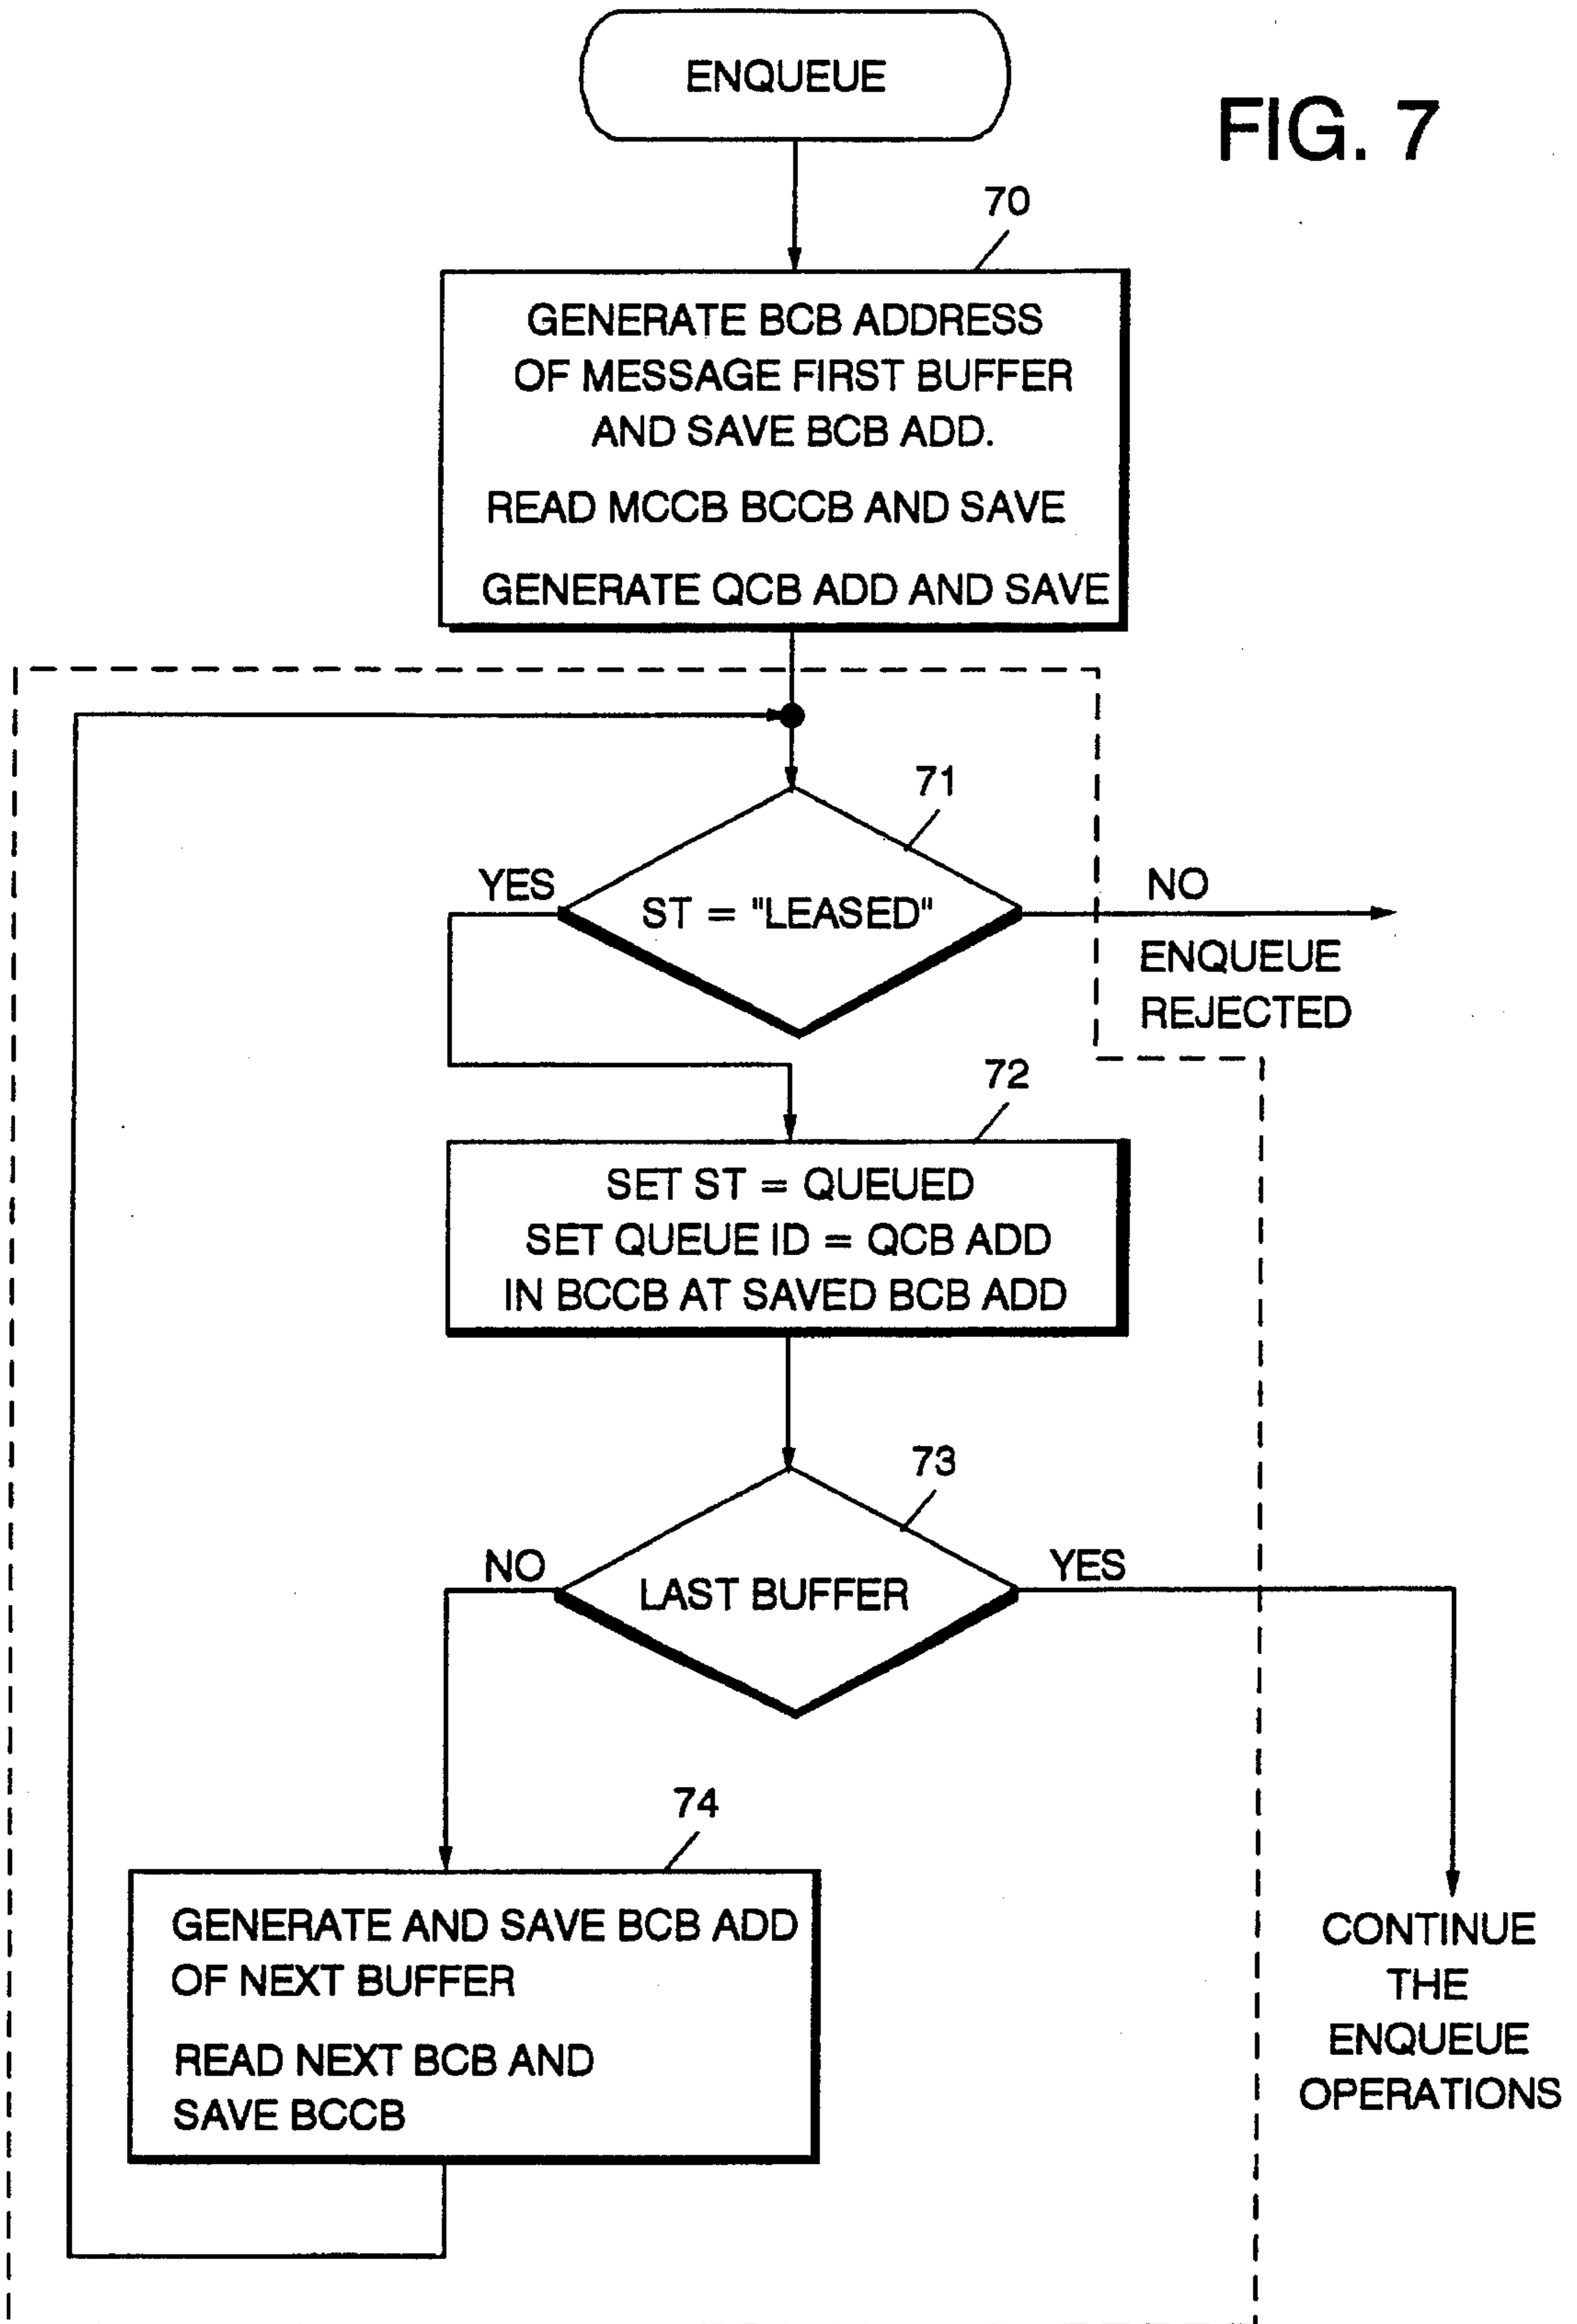 ENQUEUE
FIG. 7
70
GENERATE BCB ADDRESS
OF MESSAGE FIRST BUFFER
AND SAVE BCB ADD.
READ MCCB BCCB AND SAVE
GENERATE QCB ADD AND SAVE
71
YES
ST = "LEASED"
NO
ENQUEUE
REJECTED
72
SET ST = QUEUED
SET QUEUE ID = QCB ADD
IN BCCB AT SAVED BCB ADD
73
NO
LAST BUFFER
YES
74
GENERATE AND SAVE BCB ADD
OF NEXT BUFFER
READ NEXT BCB AND
SAVE BCCB
CONTINUE
THE
ENQUEUE
OPERATIONS